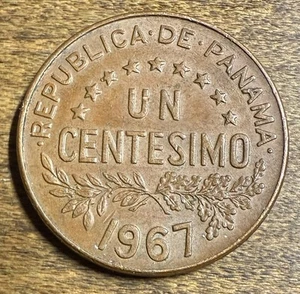 ·REPUBLICA·DE·PANAMA·
UN
CENTESIMO
1967